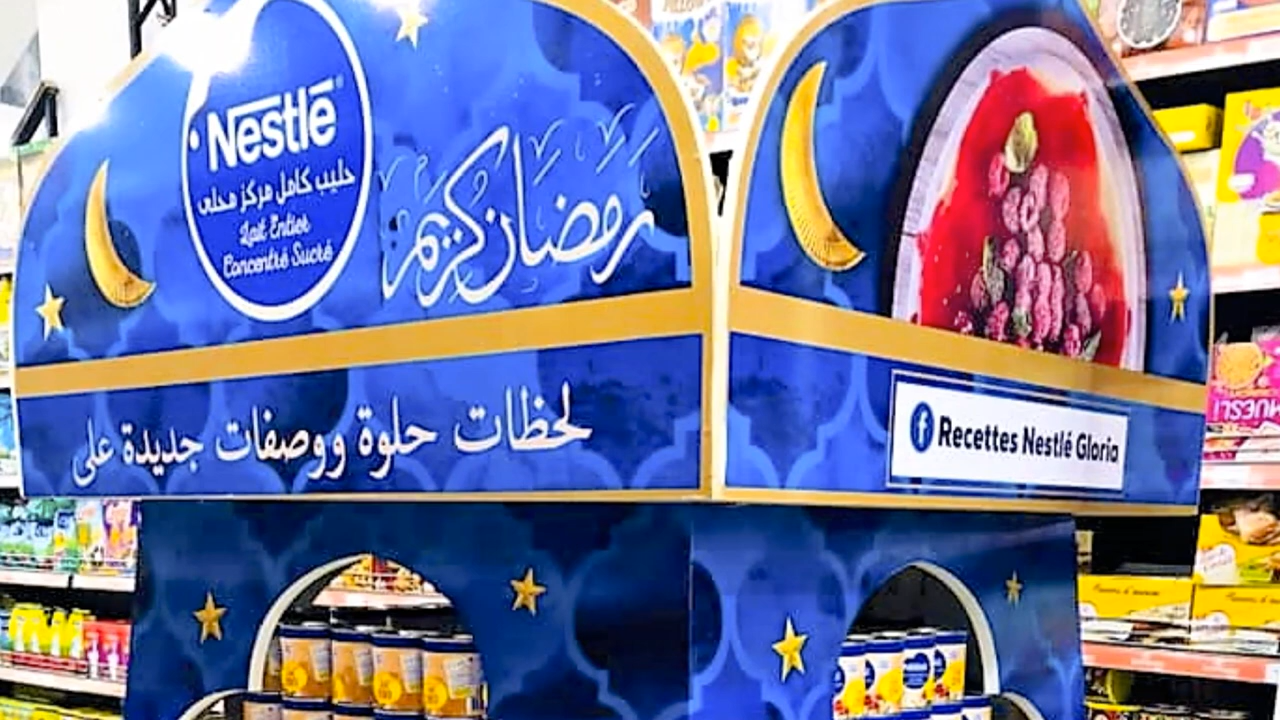 Nestlé
حليب كامل مركز محلى
Lait Entier
Concentré Sucré
رمضان كريم
لحظات حلوة ووصفات جديدة على
Recettes Nestlé Gloria
MUESLI